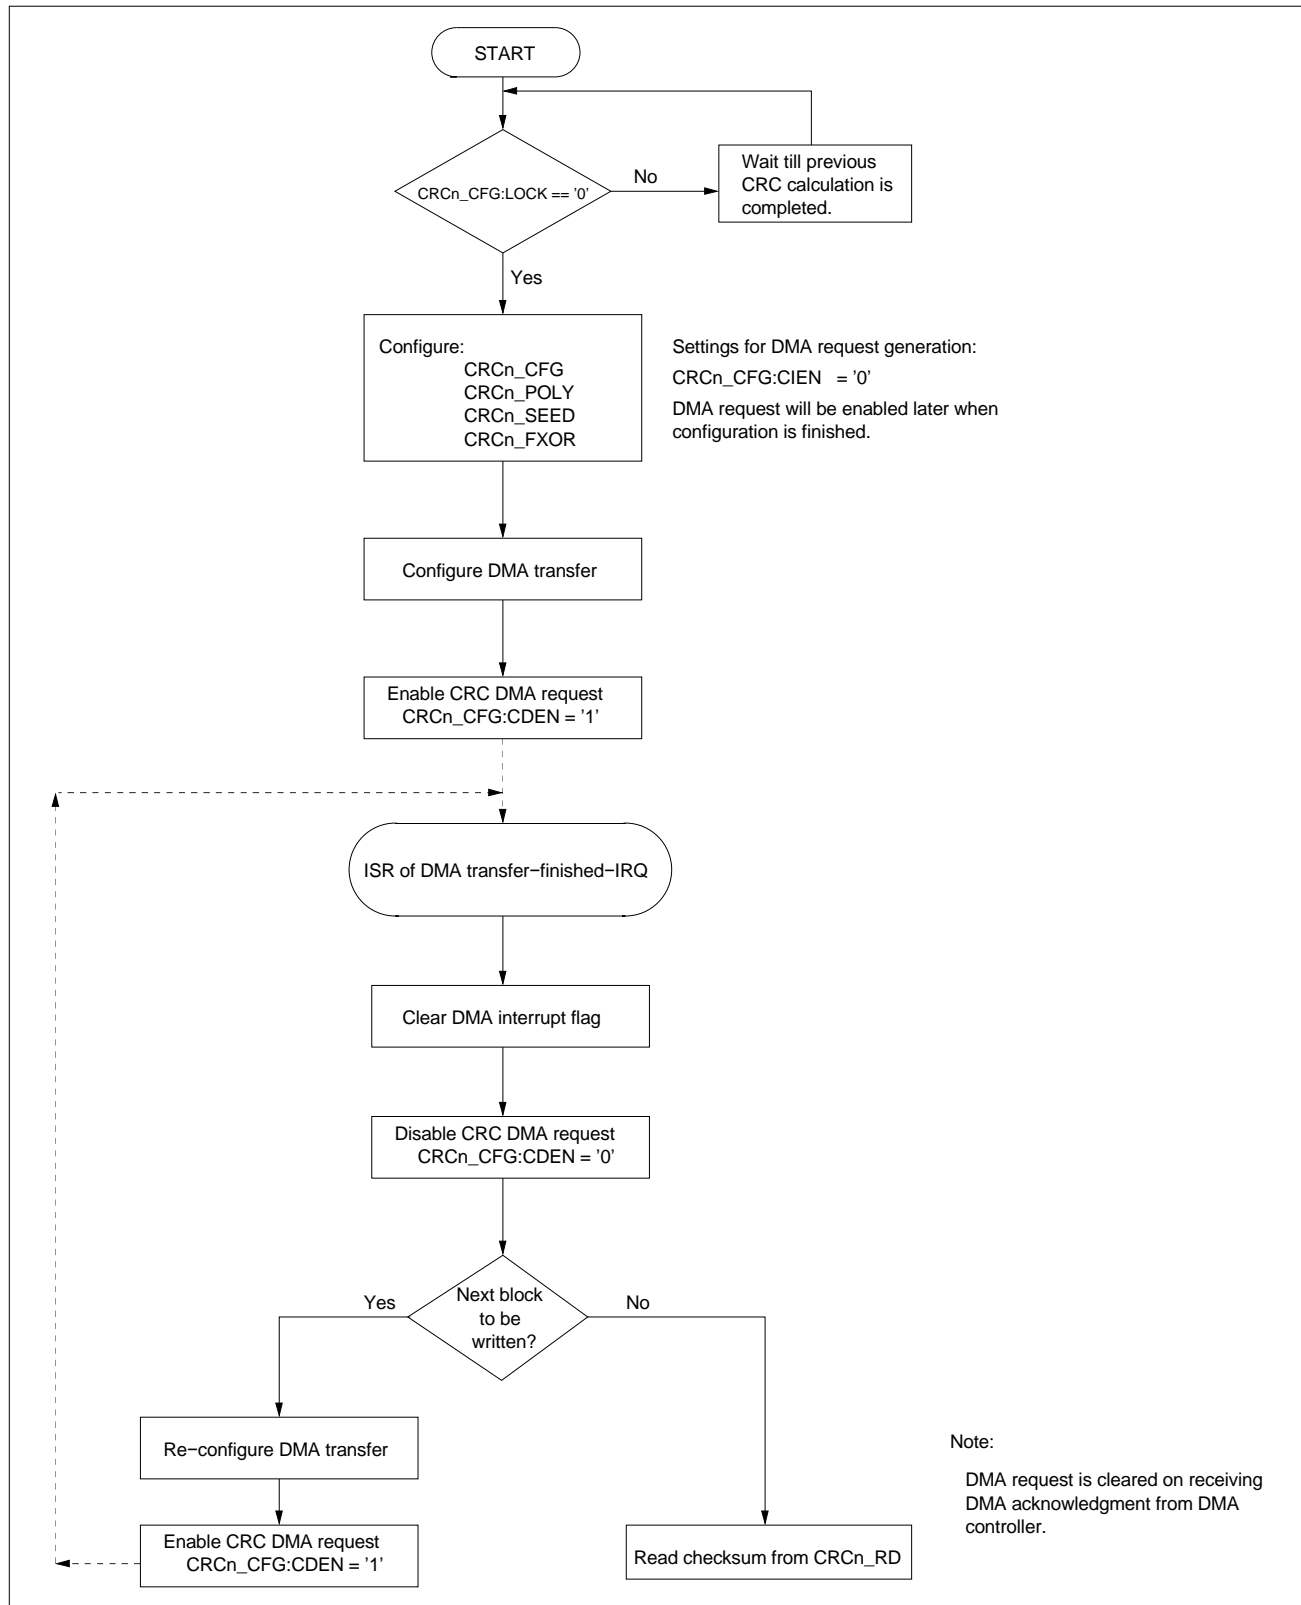 START
Wait till previous
CRC calculation is
completed.
No
CRCn_CFG:LOCK == '0'
Yes
Configure:
CRCn_CFG
CRCn_POLY
CRCn_SEED
CRCn_FXOR
Settings for DMA request generation:
CRCn_CFG:CIEN = '0'
DMA request will be enabled later when
configuration is finished.
Configure DMA transfer
Enable CRC DMA request
CRCn_CFG:CDEN = '1'
ISR of DMA transfer−finished−IRQ
Clear DMA interrupt flag
Disable CRC DMA request
CRCn_CFG:CDEN = '0'
Next block
to be
written?
Yes
No
Re−configure DMA transfer
Enable CRC DMA request
CRCn_CFG:CDEN = '1'
Read checksum from CRCn_RD
Note:
DMA request is cleared on receiving
DMA acknowledgment from DMA
controller.